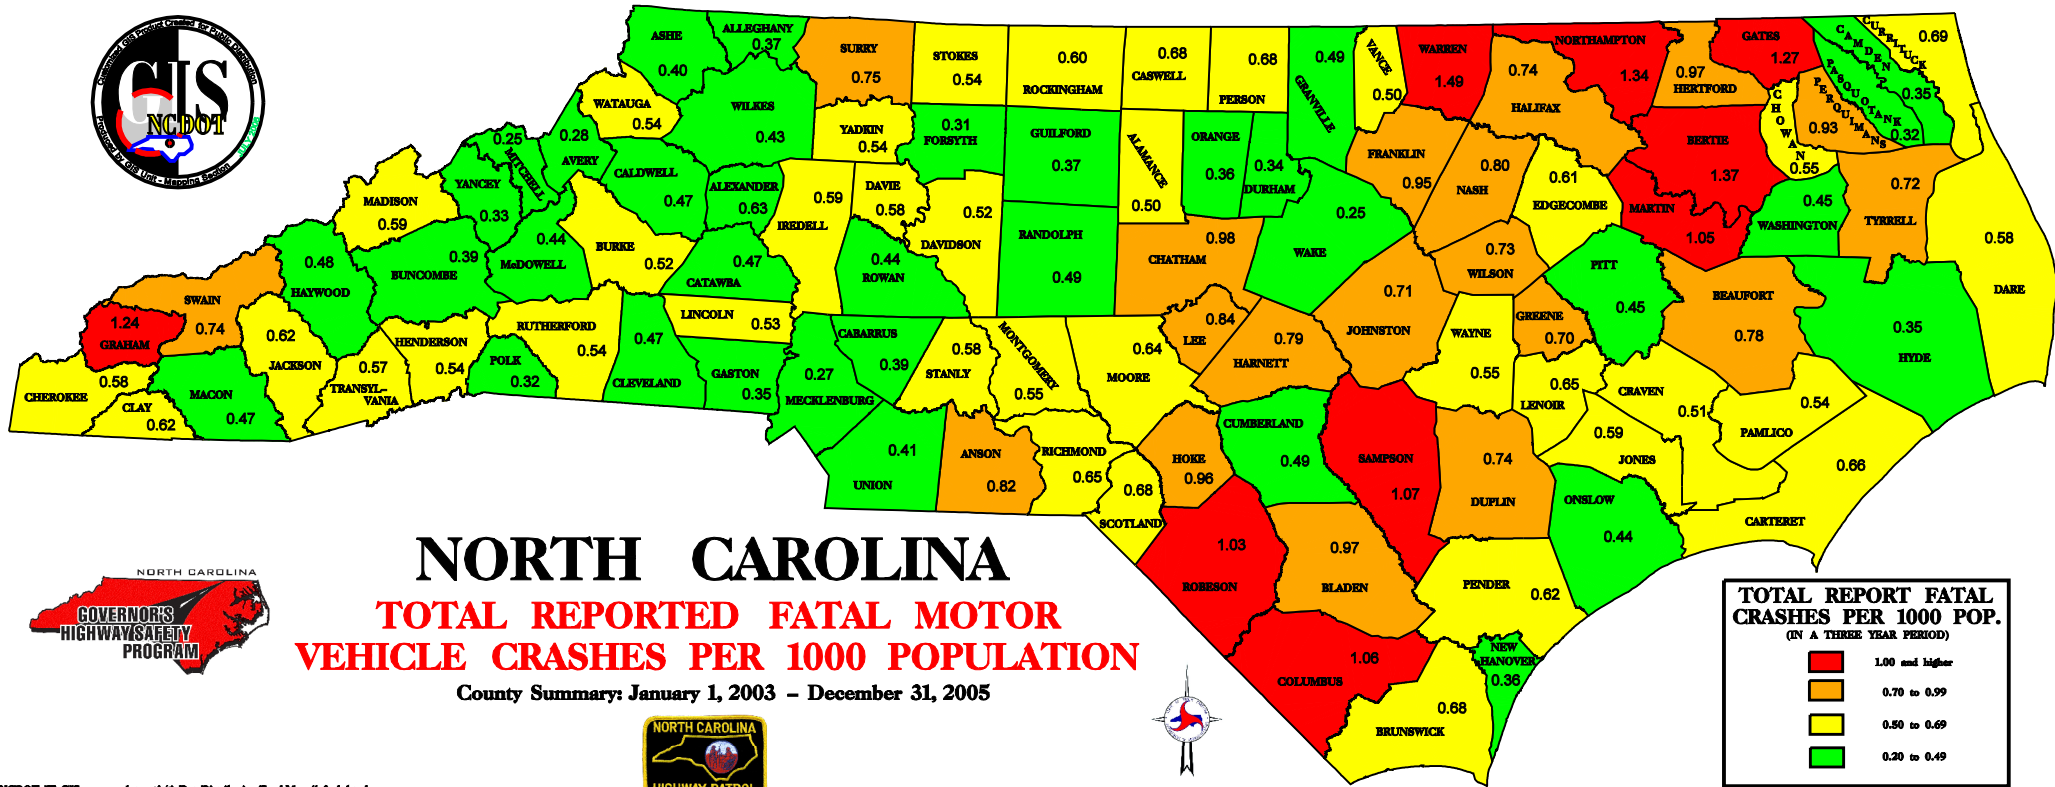 Customized GIS Product Created for Public Distribution
GIS
NCDOT
Produced by GIS Unit - Mapping Section
ASHE
0.40
ALLEGHANY
0.37
SURRY
0.75
STOKES
0.54
0.60
ROCKINGHAM
0.68
CASWELL
0.68
PERSON
0.49
GRANVILLE
VANCE
0.50
WARREN
1.49
NORTHAMPTON
1.34
0.74
HALIFAX
0.97
HERTFORD
GATES
1.27
CURRITUCK
0.69
CAMDEN
0.35
PASQUOTANK
0.32
PERQUIMANS
0.93
CHOWAN
0.55
WATAUGA
0.54
WILKES
0.43
YADKIN
0.54
0.31
FORSYTH
GUILFORD
0.37
ALAMANCE
0.50
ORANGE
0.36
0.34
DURHAM
FRANKLIN
0.95
0.80
NASH
0.61
EDGECOMBE
BERTIE
1.37
MARTIN
1.05
0.45
WASHINGTON
0.72
TYRRELL
0.58
DARE
0.25
MITCHELL
0.28
AVERY
YANCEY
0.33
MADISON
0.59
CALDWELL
0.47
ALEXANDER
0.63
0.59
IREDELL
DAVIE
0.58
0.52
DAVIDSON
RANDOLPH
0.49
0.98
CHATHAM
0.25
WAKE
0.73
WILSON
PITT
0.45
BEAUFORT
0.78
0.35
HYDE
0.48
HAYWOOD
0.39
BUNCOMBE
0.44
McDOWELL
BURKE
0.52
0.47
CATAWBA
0.44
ROWAN
SWAIN
0.74
1.24
GRAHAM
0.62
JACKSON
0.57
TRANSYL-
VANIA
HENDERSON
0.54
RUTHERFORD
0.54
POLK
0.32
0.47
CLEVELAND
LINCOLN
0.53
GASTON
0.35
CABARRUS
0.39
0.27
MECKLENBURG
0.58
STANLY
MONTGOMERY
0.55
0.64
MOORE
0.84
LEE
0.79
HARNETT
0.71
JOHNSTON
WAYNE
0.55
GREENE
0.70
0.65
LENOIR
CRAVEN
0.51
0.54
PAMLICO
0.58
CHEROKEE
CLAY
0.62
MACON
0.47
0.41
UNION
ANSON
0.82
RICHMOND
0.65
0.68
SCOTLAND
HOKE
0.96
CUMBERLAND
0.49
SAMPSON
1.07
0.74
DUPLIN
0.59
JONES
0.66
CARTERET
ONSLOW
0.44
1.03
ROBESON
0.97
BLADEN
PENDER
0.62
1.06
COLUMBUS
0.68
BRUNSWICK
NEW
HANOVER
0.36
NORTH CAROLINA
TOTAL REPORTED FATAL MOTOR
VEHICLE CRASHES PER 1000 POPULATION
County Summary: January 1, 2003 - December 31, 2005
NORTH CAROLINA
GOVERNOR'S
HIGHWAY SAFETY
PROGRAM
NORTH CAROLINA
HIGHWAY PATROL
TOTAL REPORT FATAL
CRASHES PER 1000 POP.
(IN A THREE YEAR PERIOD)
1.00 and higher
0.70 to 0.99
0.50 to 0.69
0.20 to 0.49